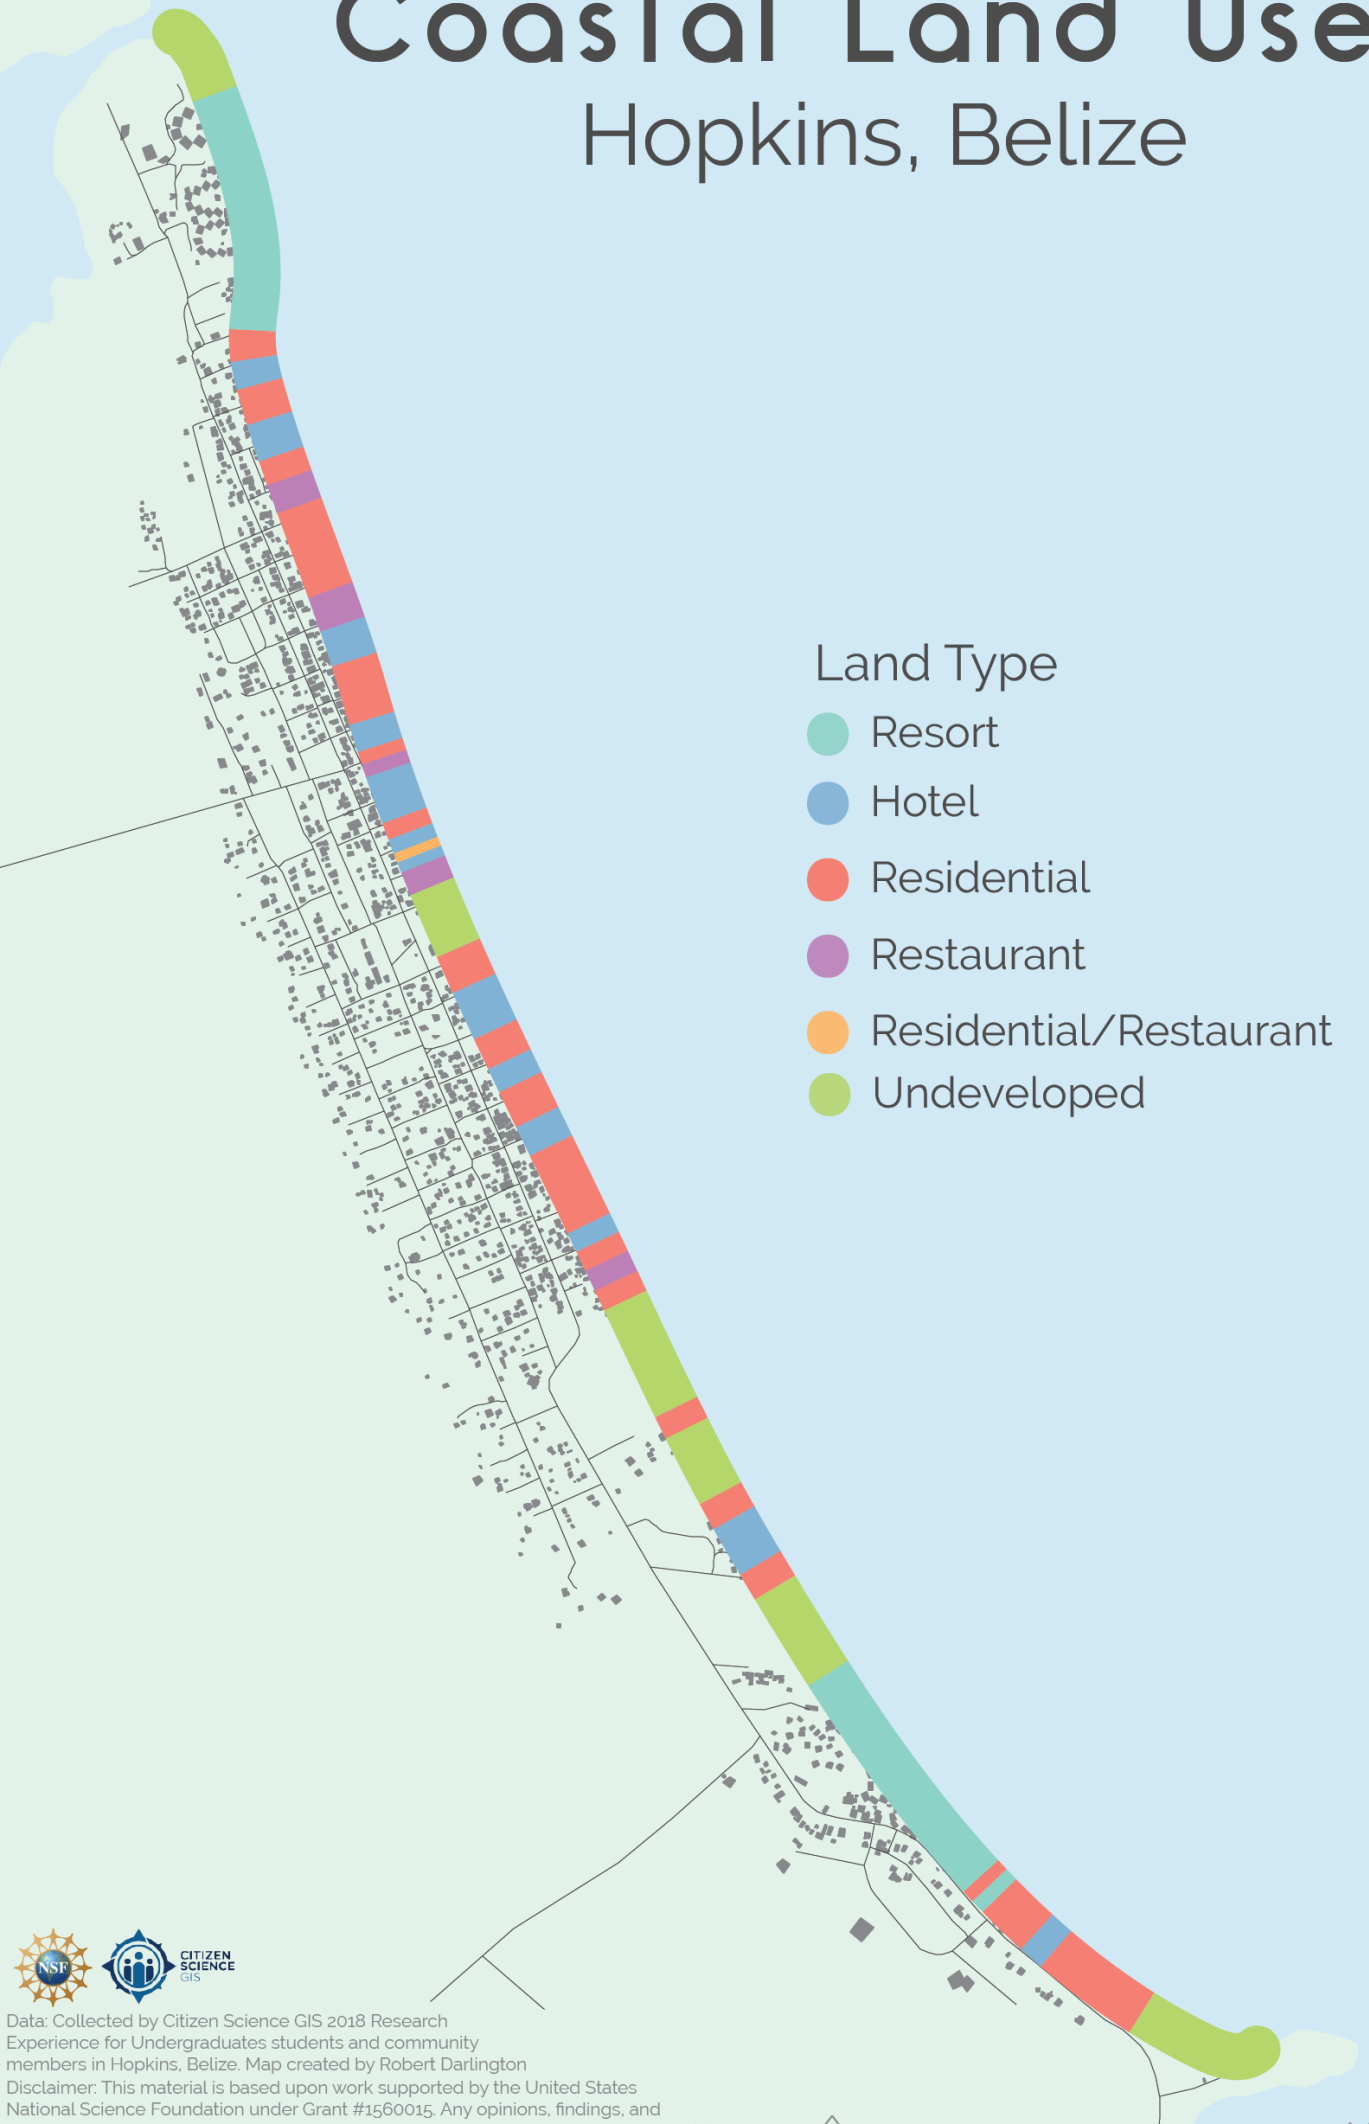 Coastal Land Use
Hopkins, Belize
Land Type
Resort
Hotel
Residential
Restaurant
Residential/Restaurant
Undeveloped
NSF
CITIZEN
SCIENCE
GIS
Data: Collected by Citizen Science GIS 2018 Research
Experience for Undergraduates students and community
members in Hopkins, Belize. Map created by Robert Darlington
Disclaimer: This material is based upon work supported by the United States
National Science Foundation under Grant #1560015. Any opinions, findings, and